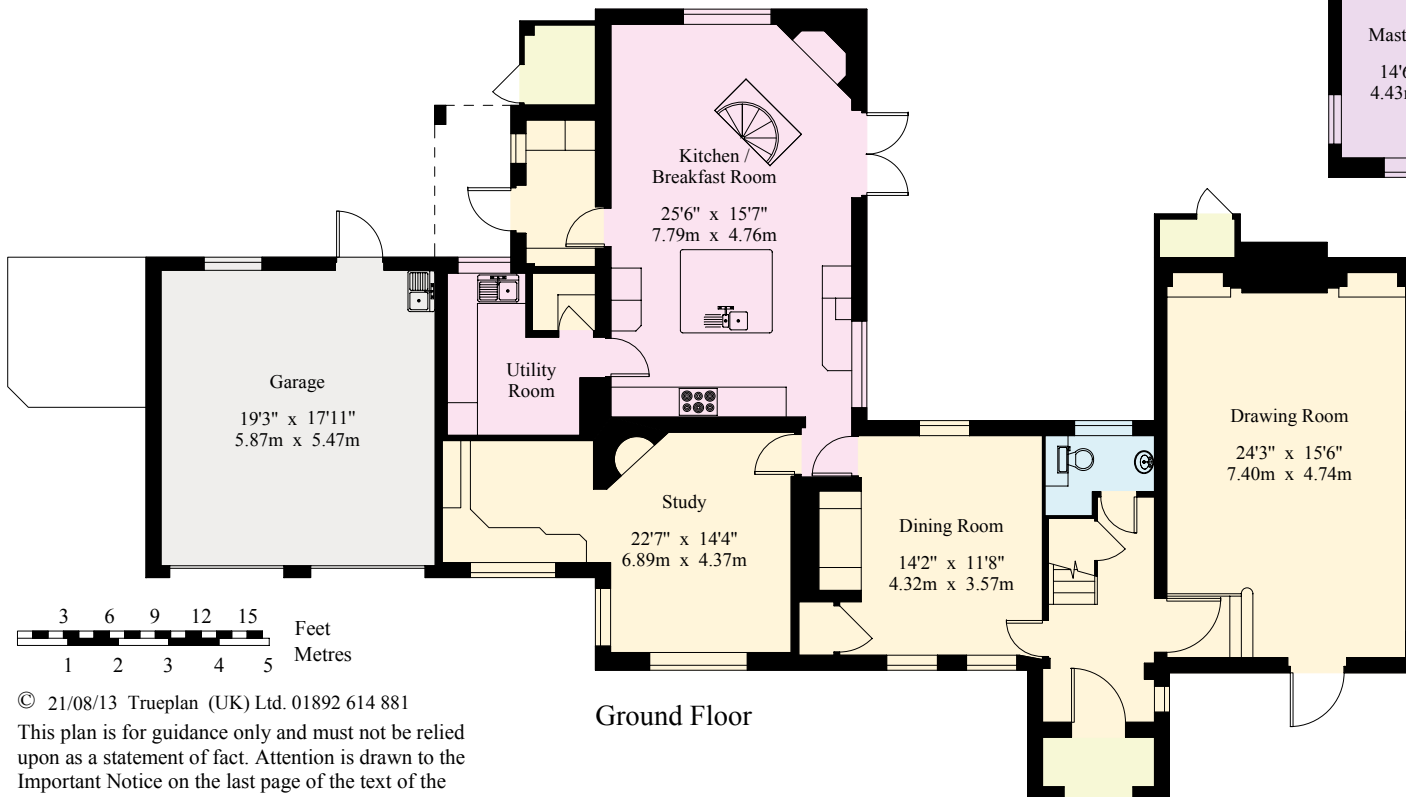 Mast
14'6
4.43m
Kitchen /
Breakfast Room
25'6" x 15'7"
7.79m x 4.76m
Utility
Room
Garage
19'3" x 17'11"
5.87m x 5.47m
Drawing Room
24'3" x 15'6"
7.40m x 4.74m
Study
22'7" x 14'4"
6.89m x 4.37m
Dining Room
14'2" x 11'8"
4.32m x 3.57m
3 6 9 12 15 Feet
1 2 3 4 5 Metres
© 21/08/13 Trueplan (UK) Ltd. 01892 614 881
This plan is for guidance only and must not be relied
upon as a statement of fact. Attention is drawn to the
Important Notice on the last page of the text of the
Ground Floor